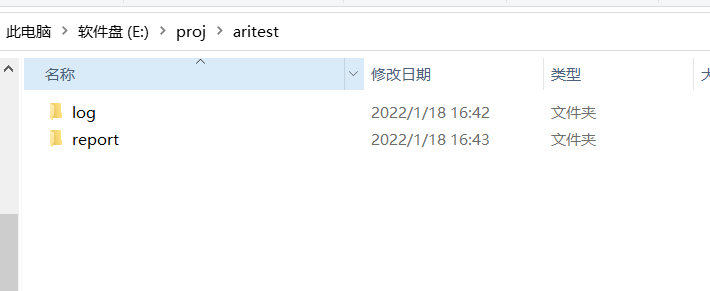 此电脑 > 软件盘 (E:) > proj > aritest
名称 修改日期 类型
log 2022/1/18 16:42 文件夹
report 2022/1/18 16:43 文件夹